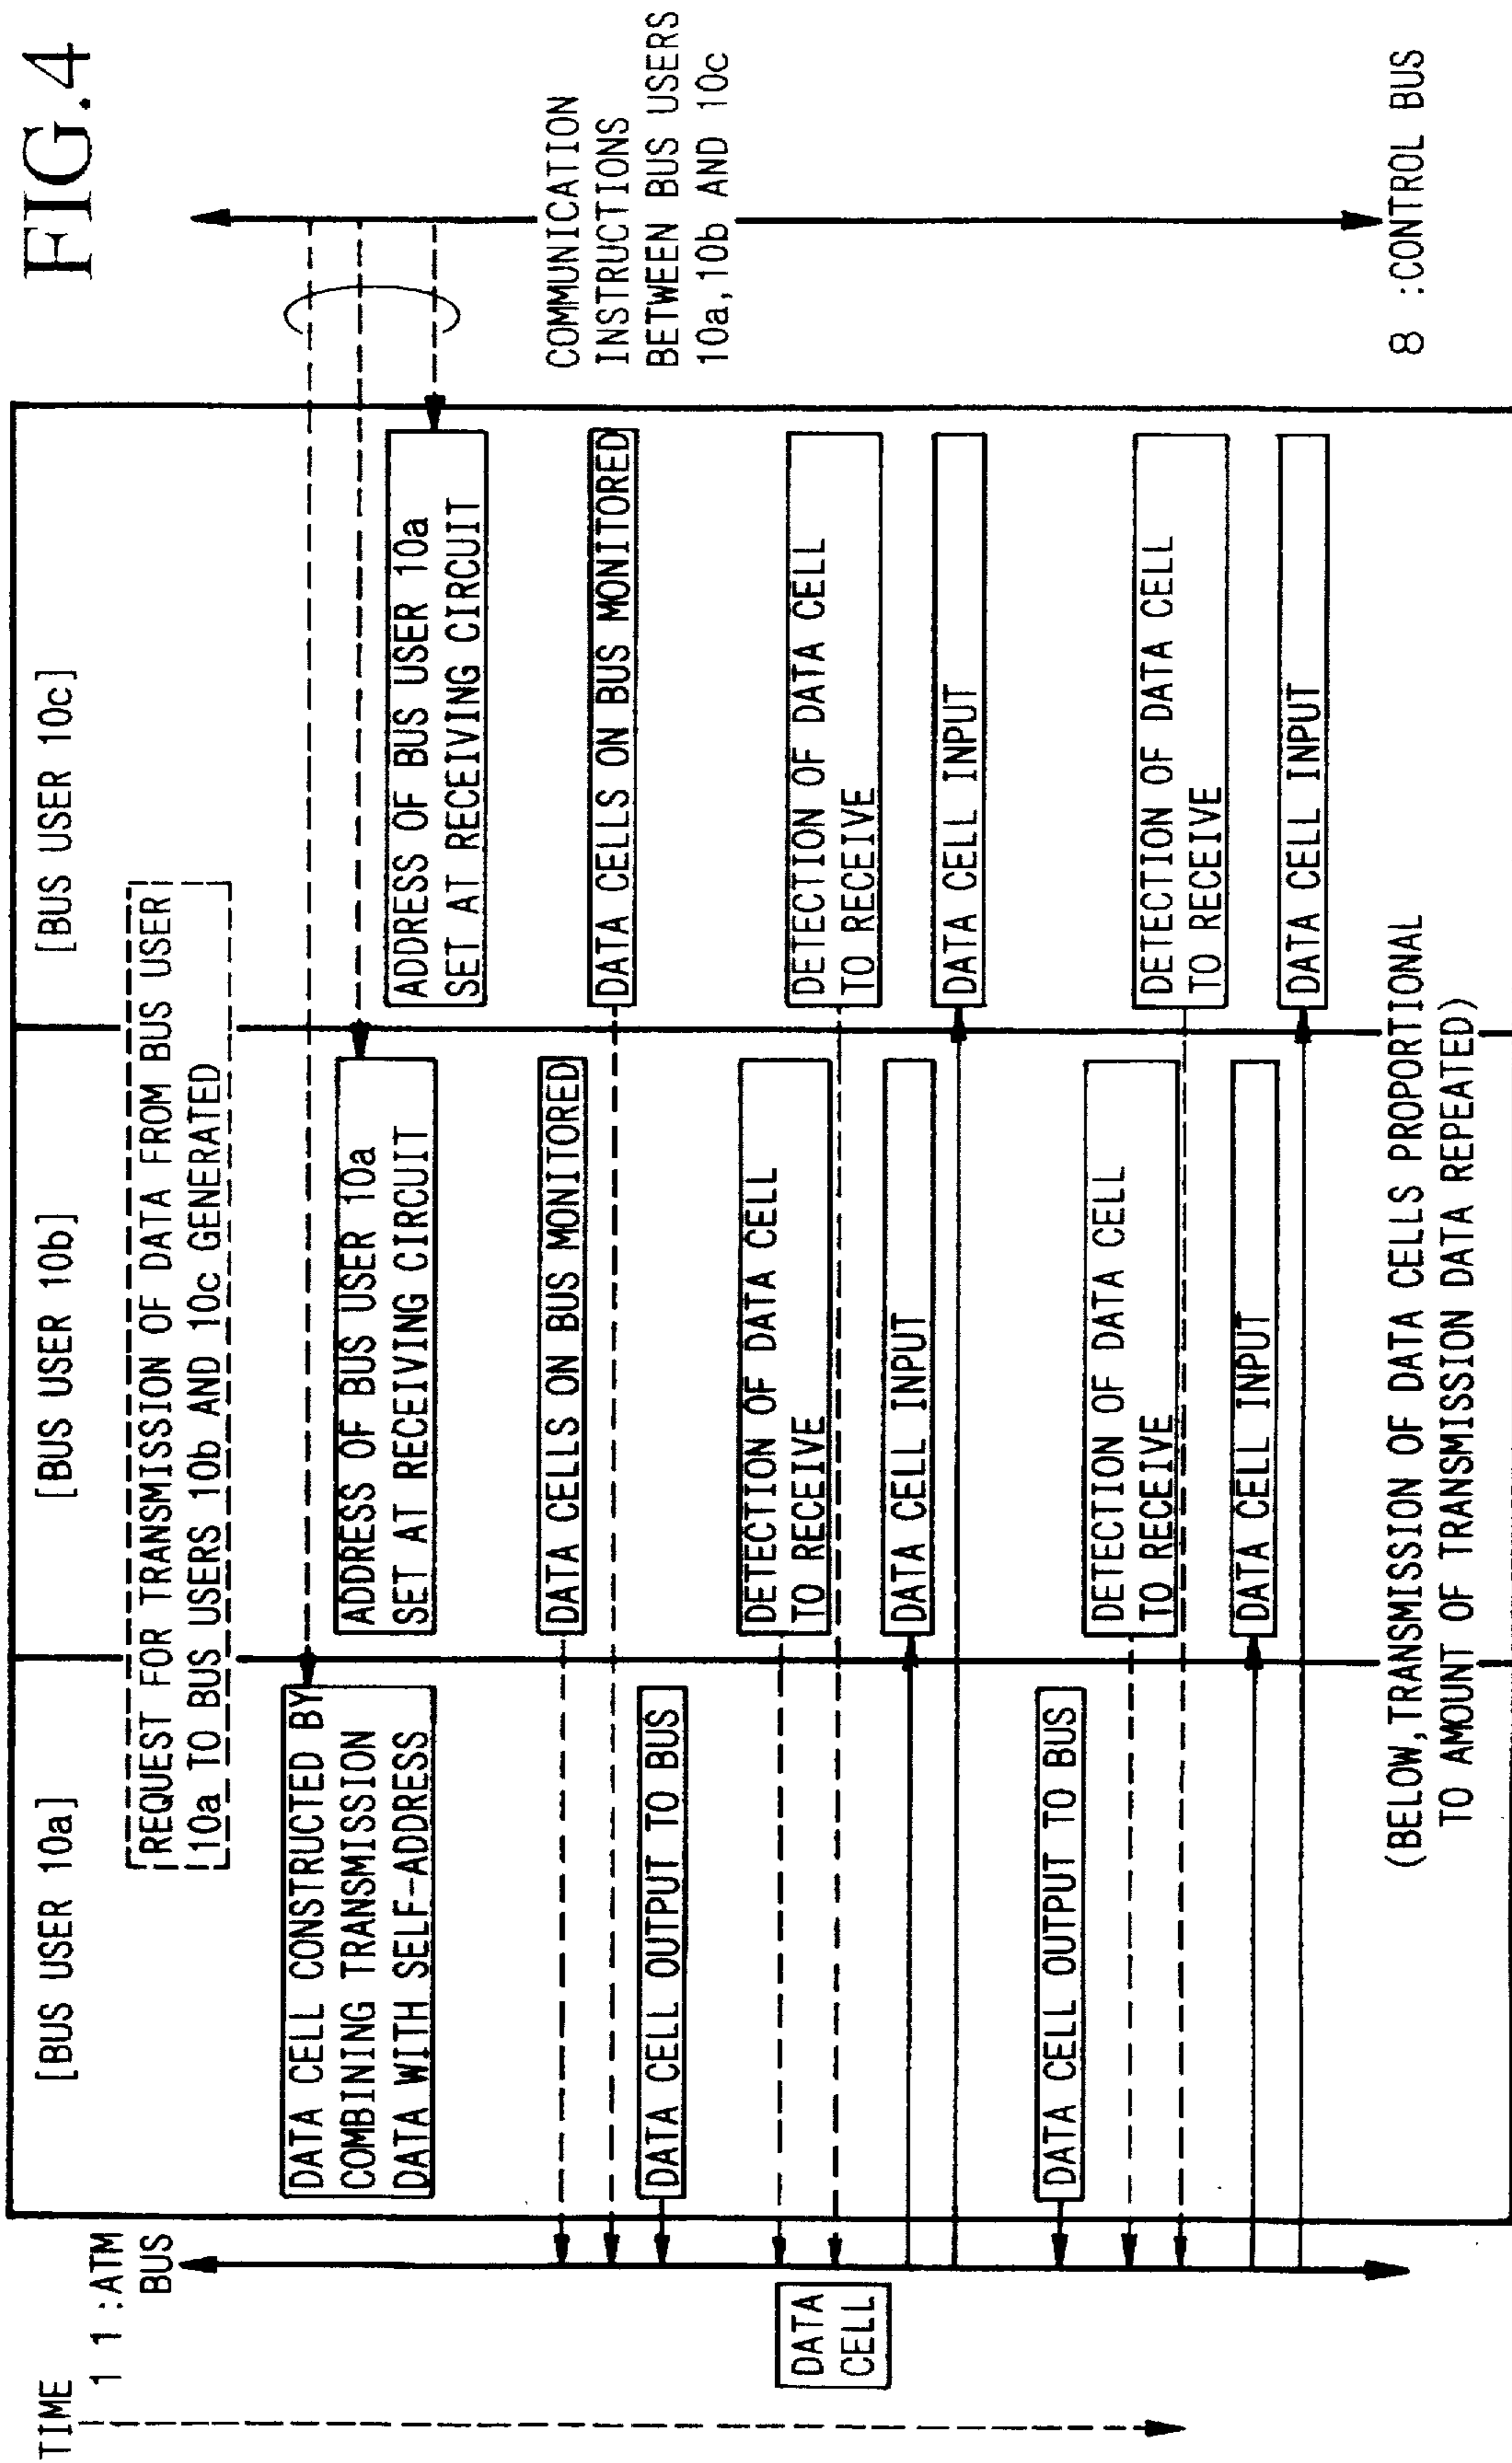 FIG.4
TIME
11:ATM
BUS
[BUS USER 10a]
[BUS USER 10b]
[BUS USER 10c]
REQUEST FOR TRANSMISSION OF DATA FROM BUS USER
10a TO BUS USERS 10b AND 10c GENERATED
DATA CELL CONSTRUCTED BY
COMBINING TRANSMISSION
DATA WITH SELF-ADDRESS
ADDRESS OF BUS USER 10a
SET AT RECEIVING CIRCUIT
ADDRESS OF BUS USER 10a
SET AT RECEIVING CIRCUIT
COMMUNICATION
INSTRUCTIONS
BETWEEN BUS USERS
10a,10b AND 10c
DATA CELLS ON BUS MONITORED
DATA CELLS ON BUS MONITORED
DATA CELL OUTPUT TO BUS
DATA
CELL
DETECTION OF DATA CELL
TO RECEIVE
DETECTION OF DATA CELL
TO RECEIVE
DATA CELL INPUT
DATA CELL INPUT
DATA CELL OUTPUT TO BUS
DETECTION OF DATA CELL
TO RECEIVE
DETECTION OF DATA CELL
TO RECEIVE
DATA CELL INPUT
DATA CELL INPUT
(BELOW,TRANSMISSION OF DATA CELLS PROPORTIONAL
TO AMOUNT OF TRANSMISSION DATA REPEATED)
8 :CONTROL BUS